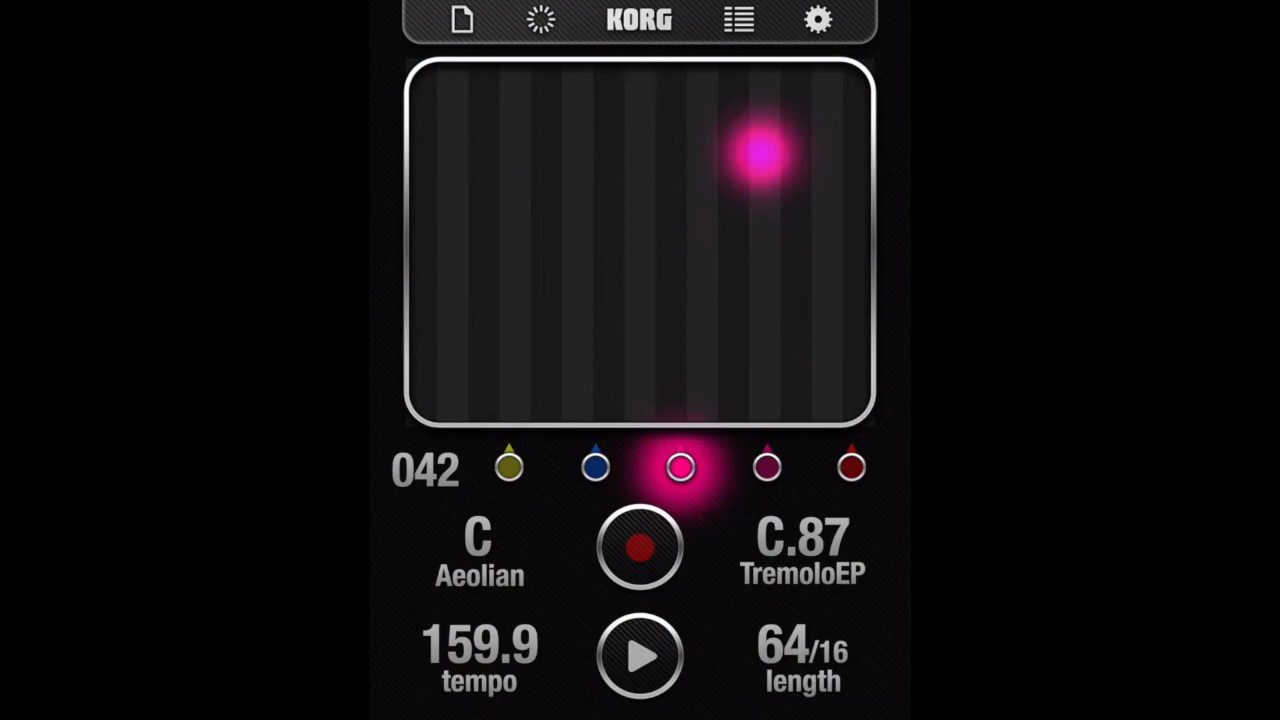 KORG
042
C
Aeolian
C.87
TremoloEP
159.9
tempo
64/16
length